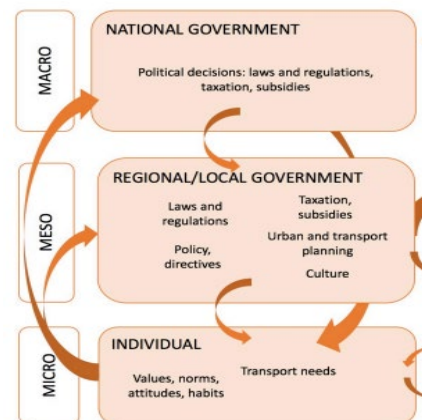 MACRO
NATIONAL GOVERNMENT
Political decisions: laws and regulations,
taxation, subsidies
MESO
REGIONAL/LOCAL GOVERNMENT
Laws and
regulations
Policy,
directives
Taxation,
subsidies
Urban and transport
planning
Culture
MICRO
INDIVIDUAL
Values, norms,
attitudes, habits
Transport needs